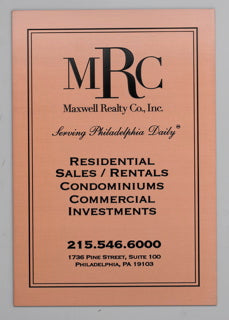 MRC
Maxwell Realty Co., Inc.
Serving Philadelphia Daily®
RESIDENTIAL
SALES / RENTALS
CONDOMINIUMS
COMMERCIAL
INVESTMENTS
215.546.6000
1736 PINE STREET, SUITE 100
PHILADELPHIA, PA 19103